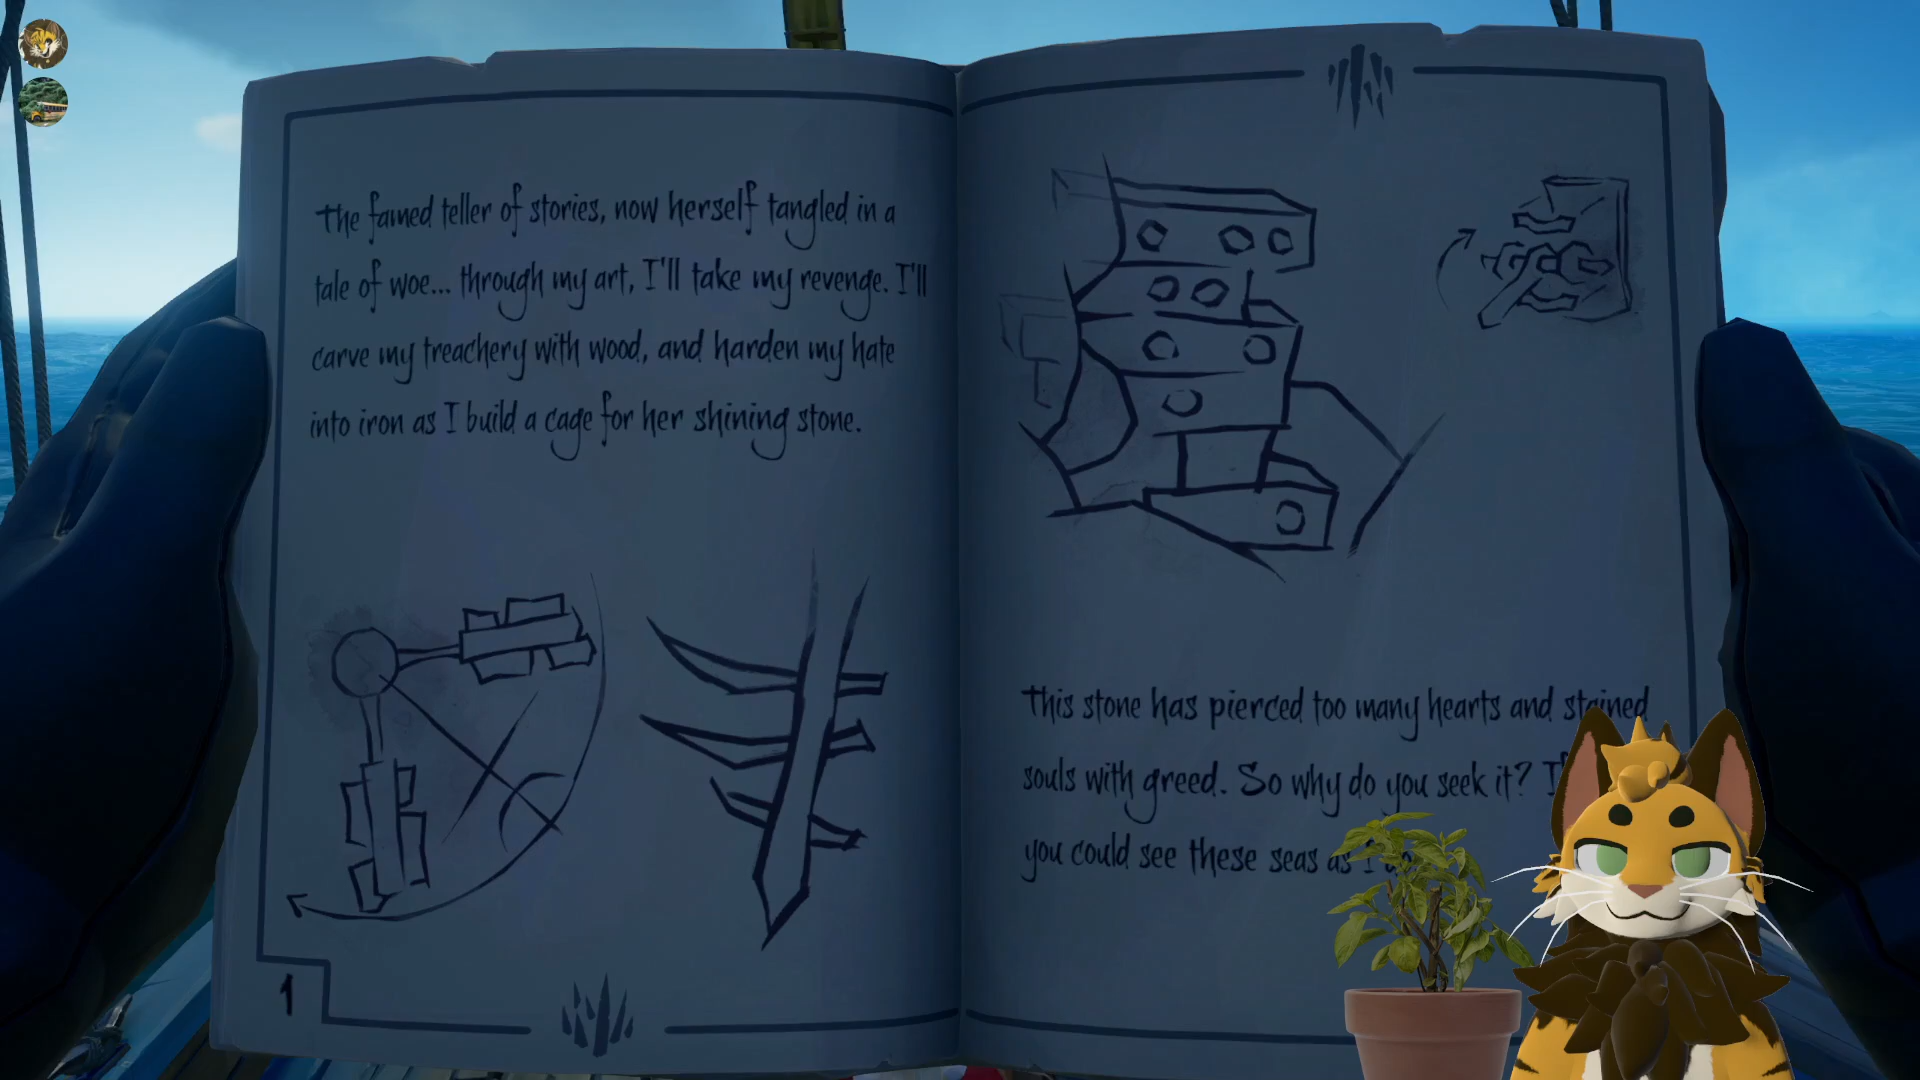 The famed teller of stories, now herself tangled in a
tale of woe... through my art, I'll take my revenge. I'll
carve my treachery with wood, and harden my hate
into iron as I build a cage for her shining stone.
1
This stone has pierced too many hearts and stained
souls with greed. So why do you seek it?
you could see these seas as I